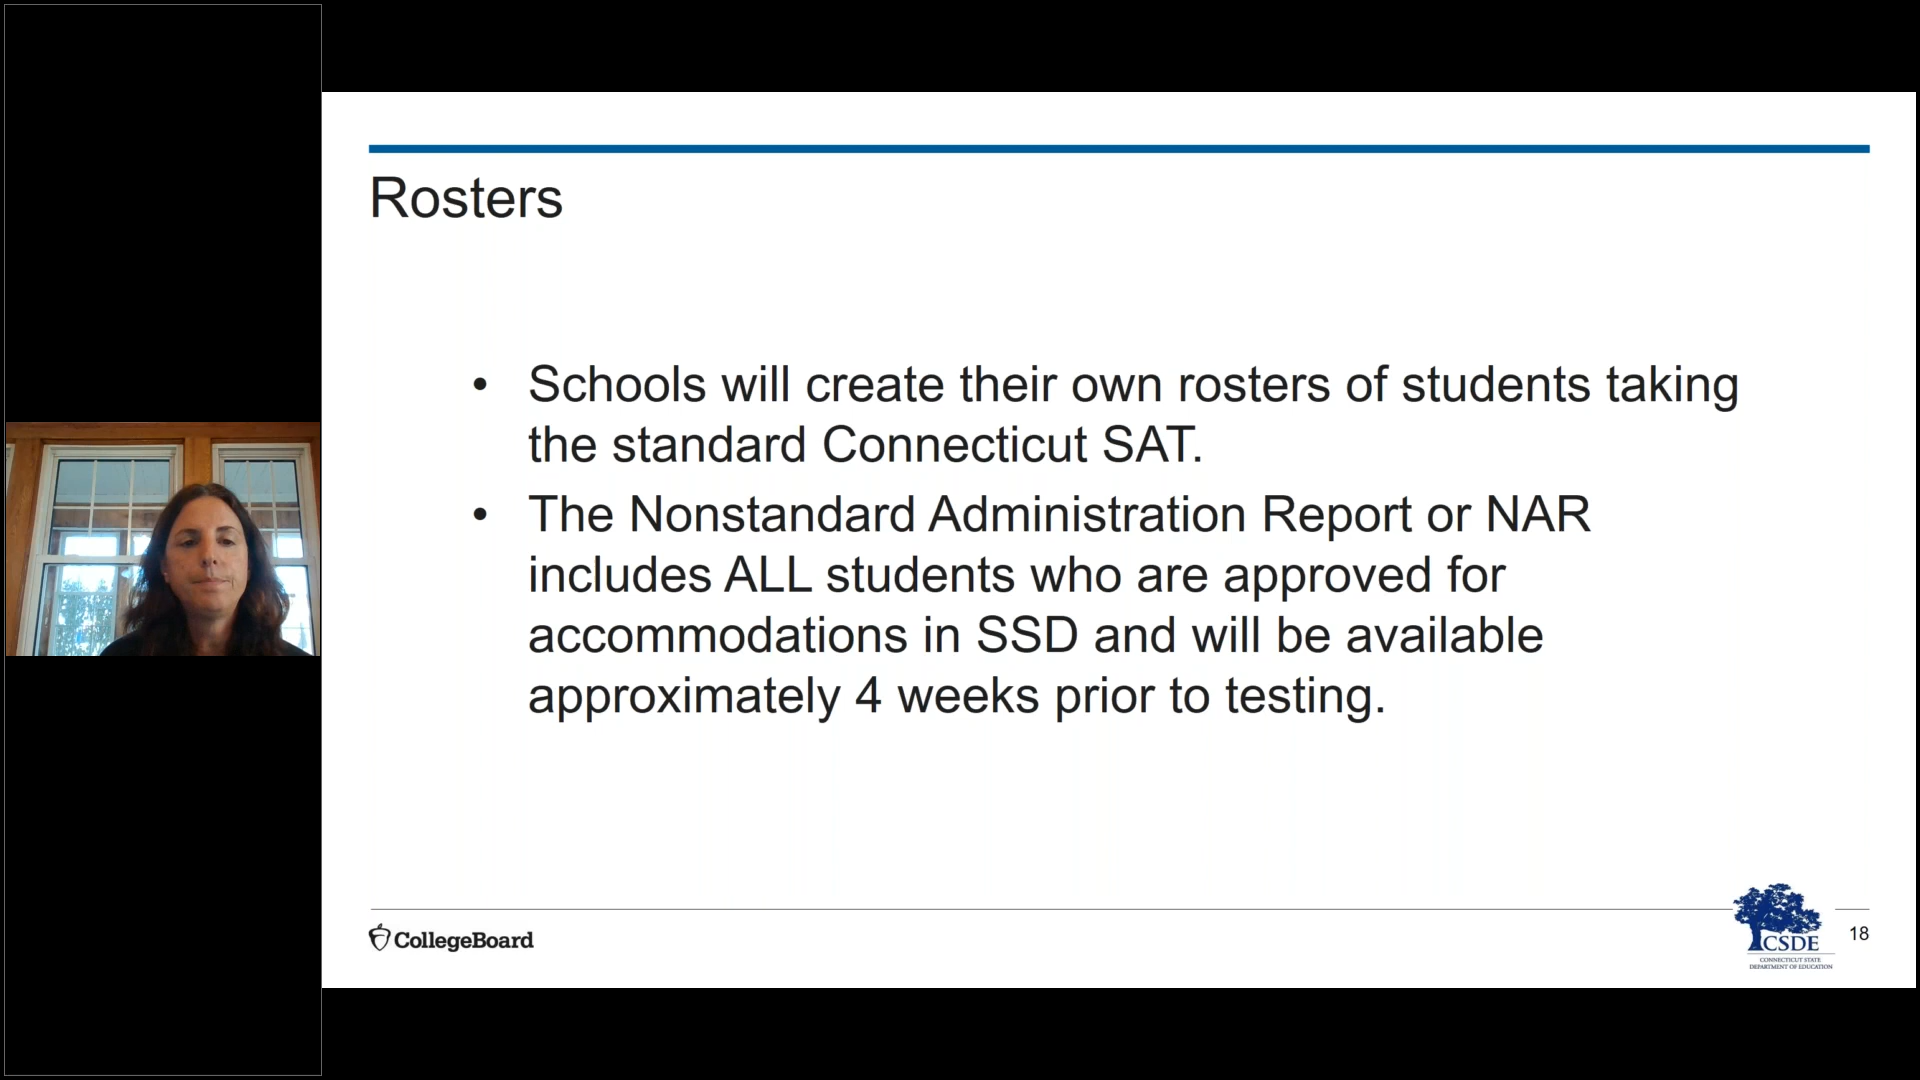 Rosters
• Schools will create their own rosters of students taking
the standard Connecticut SAT.
• The Nonstandard Administration Report or NAR
includes ALL students who are approved for
accommodations in SSD and will be available
approximately 4 weeks prior to testing.
CollegeBoard
CSDE
CONNECTICUT STATE
DEPARTMENT OF EDUCATION
18